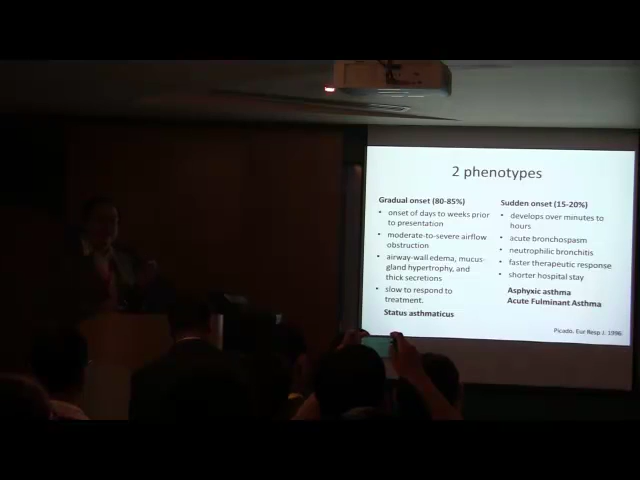 2 phenotypes
Gradual onset (80-85%)
• onset of days to weeks prior
to presentation
• moderate-to-severe airflow
obstruction
• airway-wall edema, mucus-
gland hypertrophy, and
thick secretions
• slow to respond to
treatment.
Status asthmaticus
Sudden onset (15-20%)
• develops over minutes to
hours
• acute bronchospasm
• neutrophilic bronchitis
• faster therapeutic response
• shorter hospital stay
Asphyxic asthma
Acute Fulminant Asthma
Picado. Eur Resp J. 1996